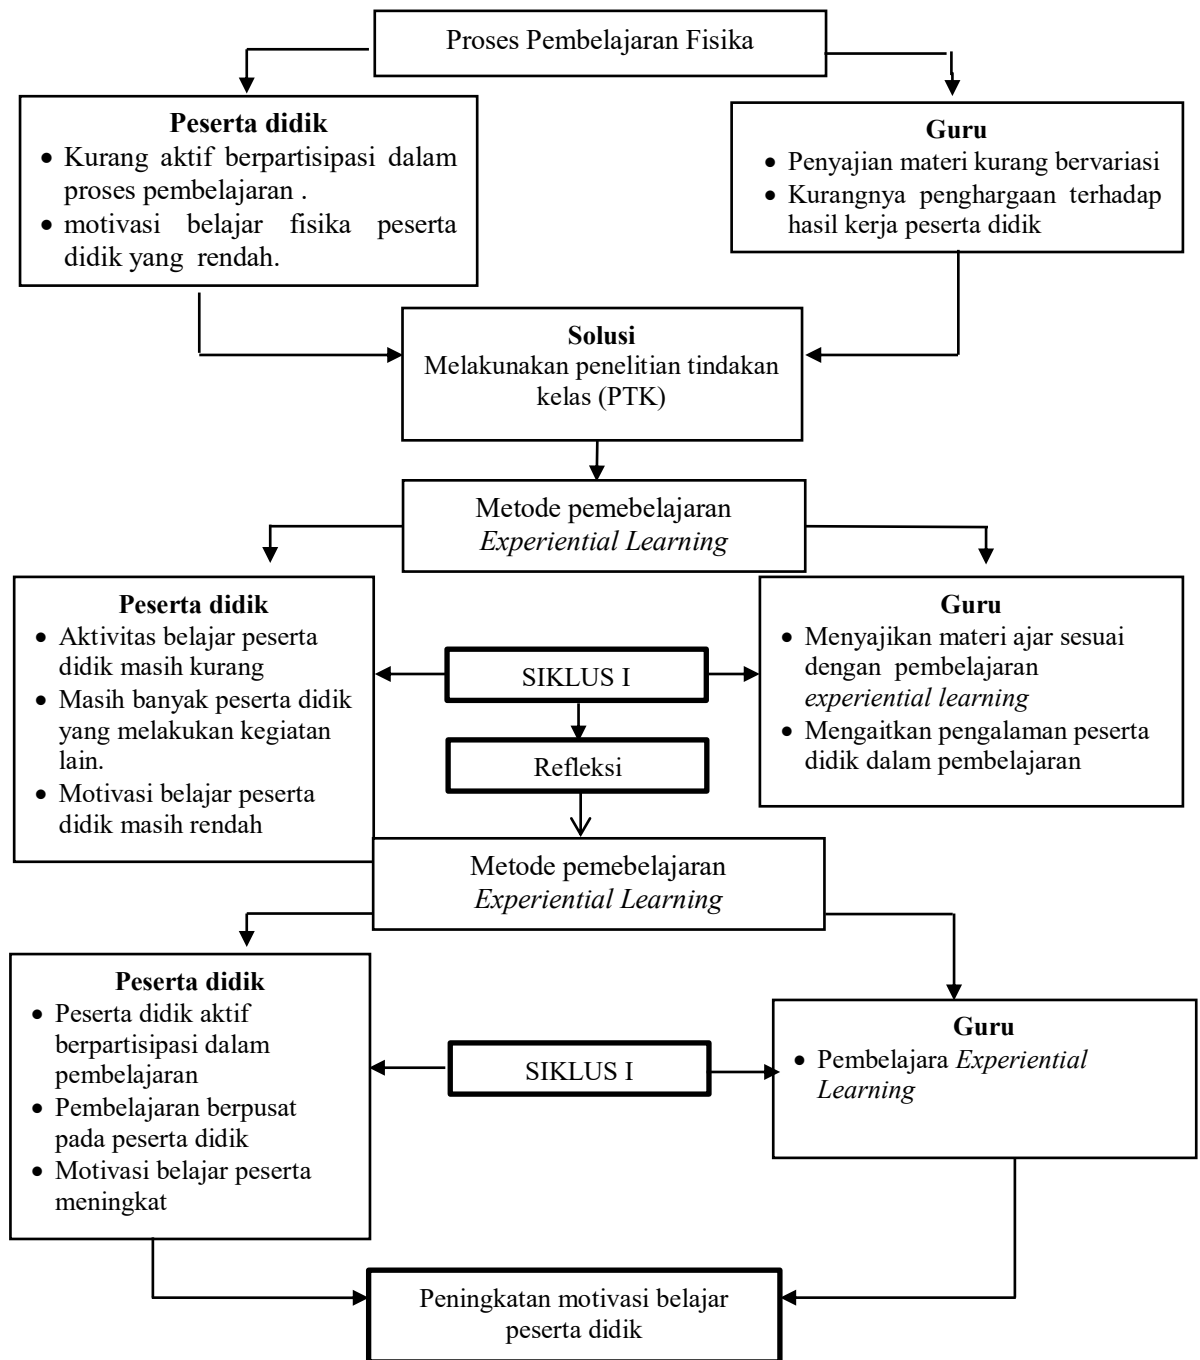 Proses Pembelajaran Fisika
Peserta didik
• Kurang aktif berpartisipasi dalam
proses pembelajaran .
• motivasi belajar fisika peserta
didik yang rendah.
Guru
• Penyajian materi kurang bervariasi
• Kurangnya penghargaan terhadap
hasil kerja peserta didik
Solusi
Melakunakan penelitian tindakan
kelas (PTK)
Metode pemebelajaran
Experiential Learning
Peserta didik
• Aktivitas belajar peserta
didik masih kurang
• Masih banyak peserta didik
yang melakukan kegiatan
lain.
• Motivasi belajar peserta
didik masih rendah
SIKLUS I
Refleksi
Guru
• Menyajikan materi ajar sesuai
dengan pembelajaran
experiential learning
• Mengaitkan pengalaman peserta
didik dalam pembelajaran
Metode pemebelajaran
Experiential Learning
Peserta didik
• Peserta didik aktif
berpartisipasi dalam
pembelajaran
• Pembelajaran berpusat
pada peserta didik
• Motivasi belajar peserta
meningkat
SIKLUS I
Guru
• Pembelajara Experiential
Learning
Peningkatan motivasi belajar
peserta didik